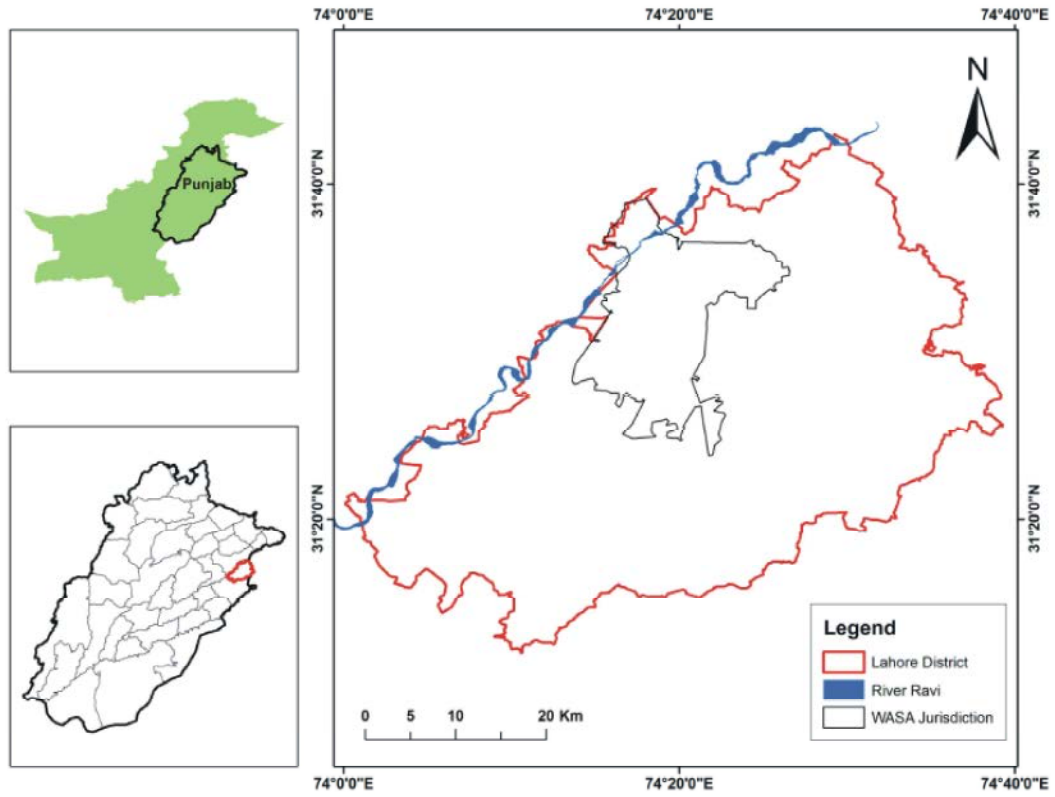 74°0'0"E 74°20'0"E 74°40'0"E
N
Punjab
31°40'0"N 31°40'0"N
31°20'0"N 31°20'0"N
Legend
Lahore District
River Ravi
WASA Jurisdiction
0 5 10 20 Km
74°0'0"E 74°20'0"E 74°40'0"E